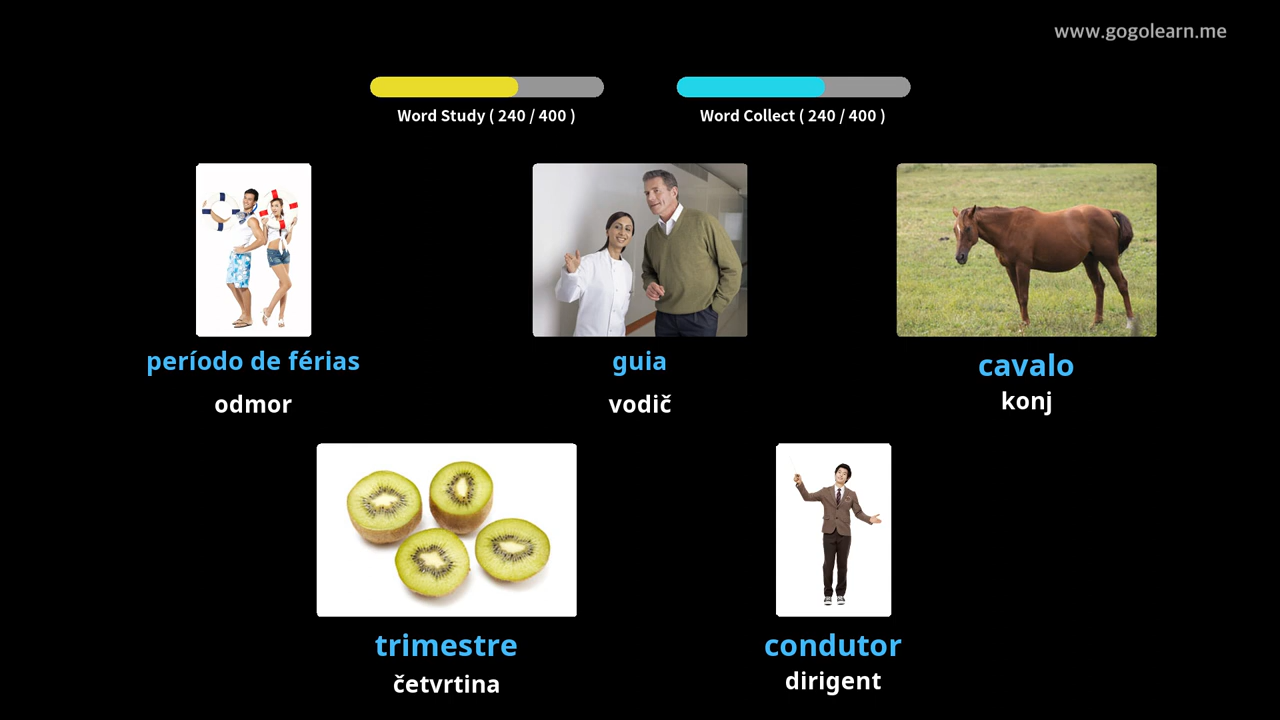 www.gogolearn.me
Word Study ( 240 / 400 )
Word Collect ( 240 / 400 )
período de férias
odmor
guia
vodič
cavalo
konj
trimestre
četvrtina
condutor
dirigent